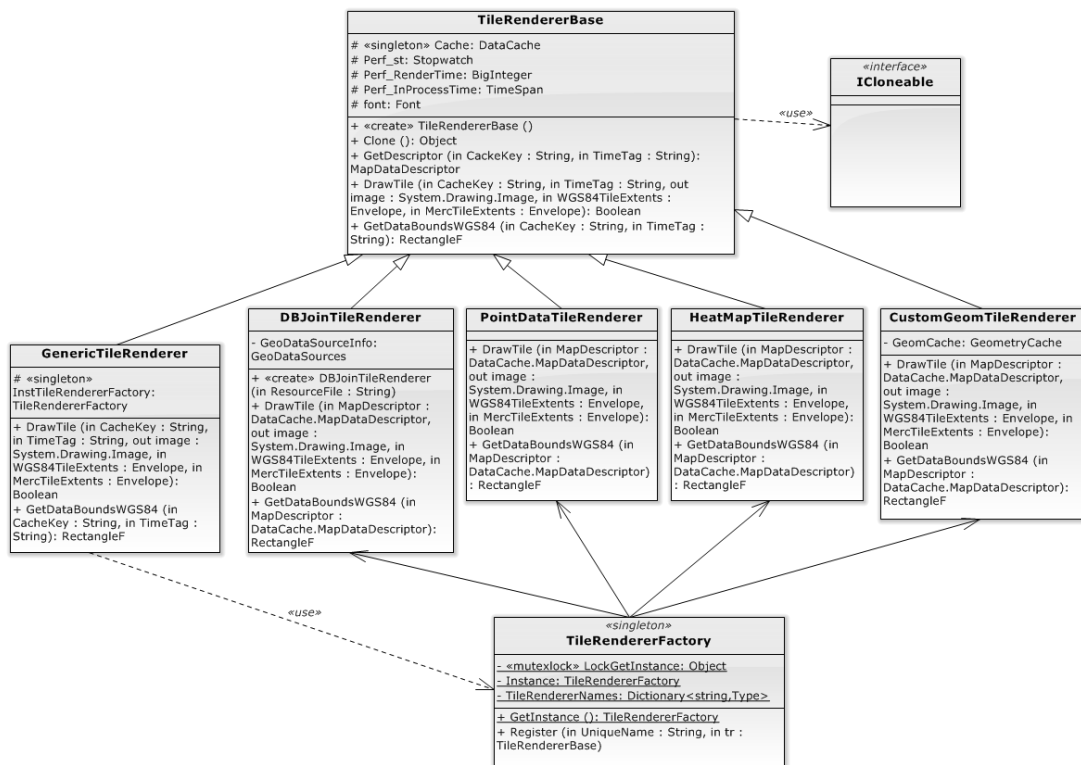 TileRendererBase
# «singleton» Cache: DataCache
# Perf_st: Stopwatch
# Perf_RenderTime: BigInteger
# Perf_InProcessTime: TimeSpan
# font: Font
+ «create» TileRendererBase ()
+ Clone (): Object
+ GetDescriptor (in CackeKey : String, in TimeTag : String):
MapDataDescriptor
+ DrawTile (in CacheKey : String, in TimeTag : String, out
image : System.Drawing.Image, in WGS84TileExtents :
Envelope, in MercTileExtents : Envelope): Boolean
+ GetDataBoundsWGS84 (in CacheKey : String, in TimeTag :
String): RectangleF
«use»
«interface»
ICloneable
GenericTileRenderer
# «singleton»
InstTileRendererFactory:
TileRendererFactory
+ DrawTile (in CacheKey : String,
in TimeTag : String, out image :
System.Drawing.Image, in
WGS84TileExtents : Envelope, in
MercTileExtents : Envelope):
Boolean
+ GetDataBoundsWGS84 (in
CacheKey : String, in TimeTag :
String): RectangleF
DBJoinTileRenderer
- GeoDataSourceInfo:
GeoDataSources
+ «create» DBJoinTileRenderer
(in ResourceFile : String)
+ DrawTile (in MapDescriptor :
DataCache.MapDataDescriptor,
out image :
System.Drawing.Image, in
WGS84TileExtents : Envelope, in
MercTileExtents : Envelope):
Boolean
+ GetDataBoundsWGS84 (in
MapDescriptor :
DataCache.MapDataDescriptor):
RectangleF
PointDataTileRenderer
+ DrawTile (in MapDescriptor :
DataCache.MapDataDescriptor,
out image :
System.Drawing.Image, in
WGS84TileExtents : Envelope,
in MercTileExtents : Envelope):
Boolean
+ GetDataBoundsWGS84 (in
MapDescriptor :
DataCache.MapDataDescriptor)
: RectangleF
HeatMapTileRenderer
+ DrawTile (in MapDescriptor :
DataCache.MapDataDescriptor,
out image :
System.Drawing.Image, in
WGS84TileExtents : Envelope,
in MercTileExtents : Envelope):
Boolean
+ GetDataBoundsWGS84 (in
MapDescriptor :
DataCache.MapDataDescriptor)
: RectangleF
CustomGeomTileRenderer
- GeomCache: GeometryCache
+ DrawTile (in MapDescriptor :
DataCache.MapDataDescriptor,
out image :
System.Drawing.Image, in
WGS84TileExtents : Envelope,
in MercTileExtents : Envelope):
Boolean
+ GetDataBoundsWGS84 (in
MapDescriptor :
DataCache.MapDataDescriptor):
RectangleF
«use»
«singleton»
TileRendererFactory
- «mutexlock» LockGetInstance: Object
- Instance: TileRendererFactory
- TileRendererNames: Dictionary<string,Type>
+ GetInstance (): TileRendererFactory
+ Register (in UniqueName : String, in tr :
TileRendererBase)